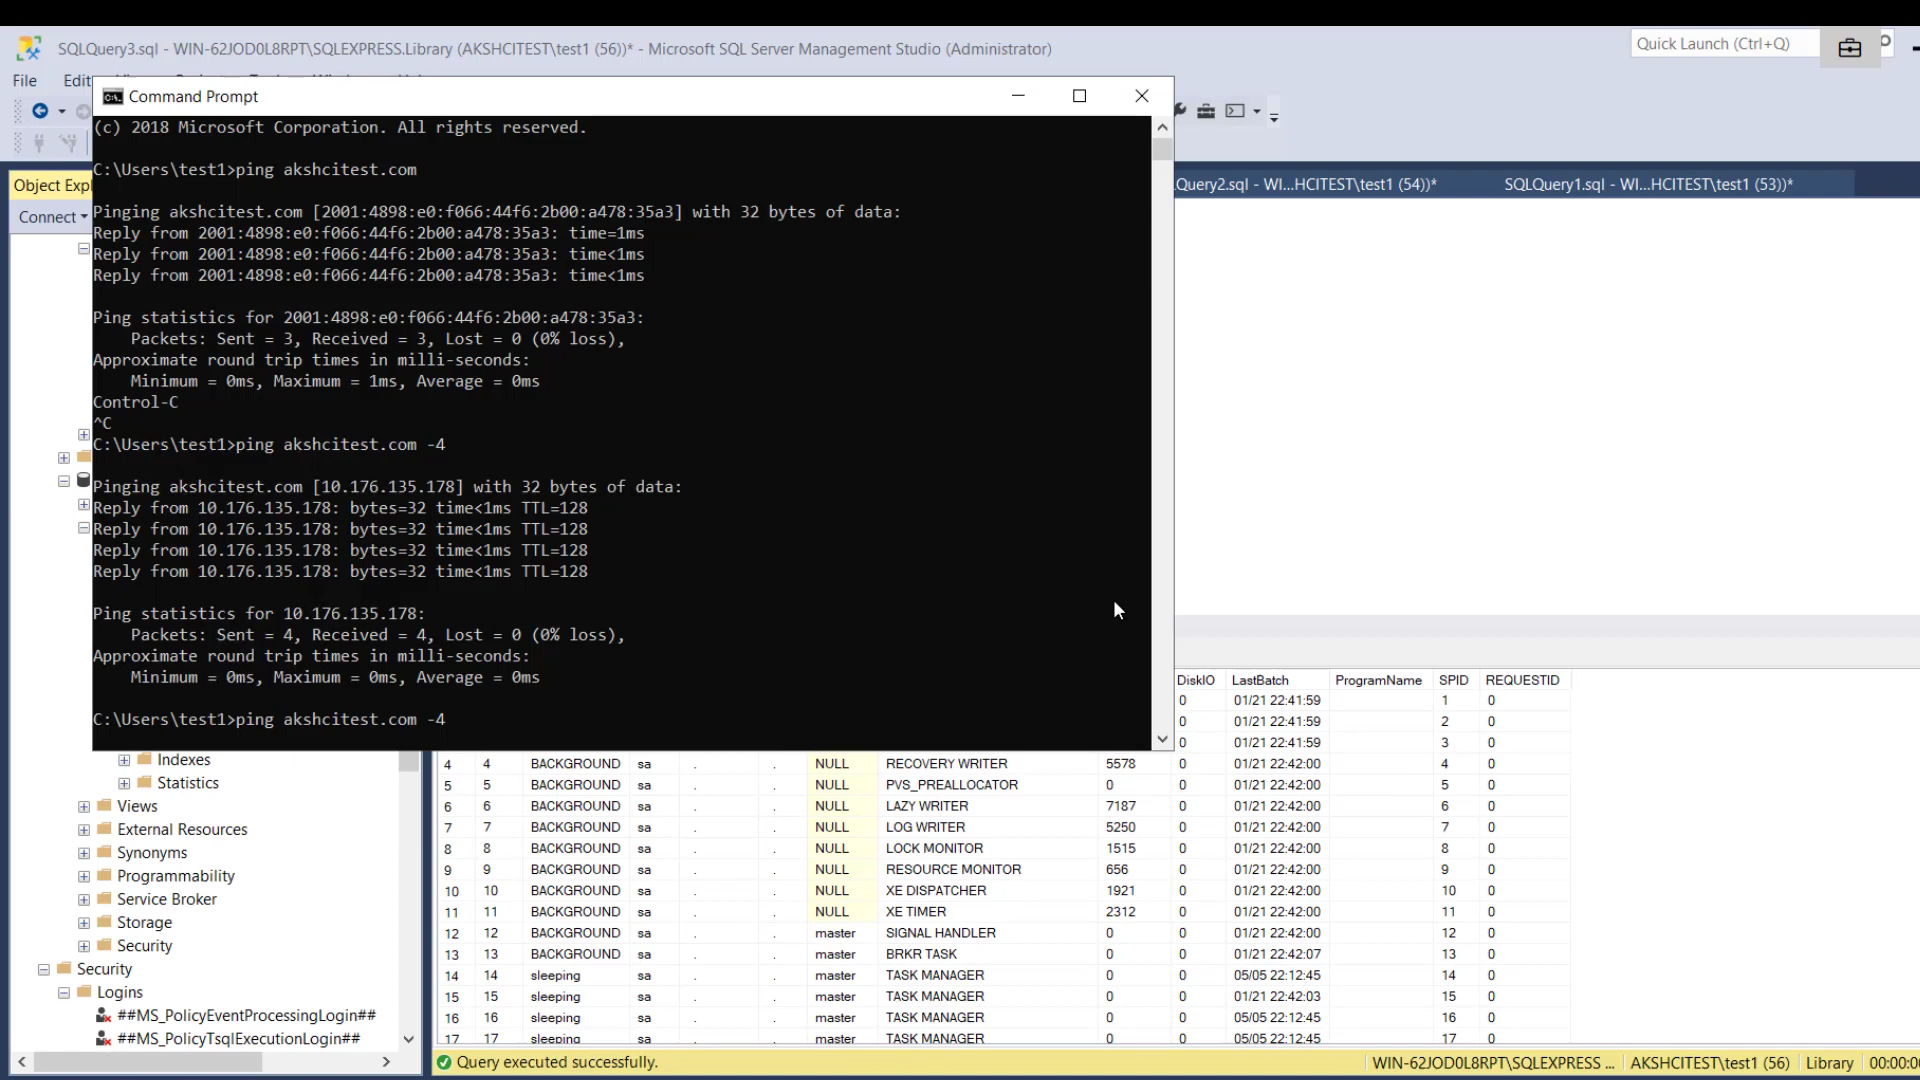 SQLQuery3.sql - WIN-62JOD0L8RPT\SQLEXPRESS.Library (AKSHCITEST\test1 (56))* - Microsoft SQL Server Management Studio (Administrator)
Quick Launch (Ctrl+Q)
File Edit
Command Prompt
(c) 2018 Microsoft Corporation. All rights reserved.
C:\Users\test1>ping akshcitest.com
Pinging akshcitest.com [2001:4898:e0:f066:44f6:2b00:a478:35a3] with 32 bytes of data:
Reply from 2001:4898:e0:f066:44f6:2b00:a478:35a3: time=1ms
Reply from 2001:4898:e0:f066:44f6:2b00:a478:35a3: time<1ms
Reply from 2001:4898:e0:f066:44f6:2b00:a478:35a3: time<1ms
Ping statistics for 2001:4898:e0:f066:44f6:2b00:a478:35a3:
Packets: Sent = 3, Received = 3, Lost = 0 (0% loss),
Approximate round trip times in milli-seconds:
Minimum = 0ms, Maximum = 1ms, Average = 0ms
Control-C
^C
C:\Users\test1>ping akshcitest.com -4
Pinging akshcitest.com [10.176.135.178] with 32 bytes of data:
Reply from 10.176.135.178: bytes=32 time<1ms TTL=128
Reply from 10.176.135.178: bytes=32 time<1ms TTL=128
Reply from 10.176.135.178: bytes=32 time<1ms TTL=128
Reply from 10.176.135.178: bytes=32 time<1ms TTL=128
Ping statistics for 10.176.135.178:
Packets: Sent = 4, Received = 4, Lost = 0 (0% loss),
Approximate round trip times in milli-seconds:
Minimum = 0ms, Maximum = 0ms, Average = 0ms
C:\Users\test1>ping akshcitest.com -4
Object Expl
Connect
LQuery2.sql - WI...HCITEST\test1 (54))* SQLQuery1.sql - WI...HCITEST\test1 (53))*
Indexes
Statistics
Views
External Resources
Synonyms
Programmability
Service Broker
Storage
Security
Security
Logins
##MS_PolicyEventProcessingLogin##
##MS_PolicyTsqlExecutionLogin##
DiskIO LastBatch ProgramName SPID REQUESTID
0 01/21 22:41:59 1 0
0 01/21 22:41:59 2 0
0 01/21 22:41:59 3 0
4 4 BACKGROUND sa . . NULL RECOVERY WRITER 5578 0 01/21 22:42:00 4 0
5 5 BACKGROUND sa . . NULL PVS_PREALLOCATOR 0 0 01/21 22:42:00 5 0
6 6 BACKGROUND sa . . NULL LAZY WRITER 7187 0 01/21 22:42:00 6 0
7 7 BACKGROUND sa . . NULL LOG WRITER 5250 0 01/21 22:42:00 7 0
8 8 BACKGROUND sa . . NULL LOCK MONITOR 1515 0 01/21 22:42:00 8 0
9 9 BACKGROUND sa . . NULL RESOURCE MONITOR 656 0 01/21 22:42:00 9 0
10 10 BACKGROUND sa . . NULL XE DISPATCHER 1921 0 01/21 22:42:00 10 0
11 11 BACKGROUND sa . . NULL XE TIMER 2312 0 01/21 22:42:00 11 0
12 12 BACKGROUND sa . . master SIGNAL HANDLER 0 0 01/21 22:42:00 12 0
13 13 BACKGROUND sa . . master BRKR TASK 0 0 01/21 22:42:07 13 0
14 14 sleeping sa . . master TASK MANAGER 0 0 05/05 22:12:45 14 0
15 15 sleeping sa . . master TASK MANAGER 0 0 01/21 22:42:03 15 0
16 16 sleeping sa . . master TASK MANAGER 0 0 05/05 22:12:45 16 0
17 17 sleeping sa . . master TASK MANAGER 0 0 05/05 22:12:45 17 0
Query executed successfully. WIN-62JOD0L8RPT\SQLEXPRESS ... AKSHCITEST\test1 (56) Library 00:00:0